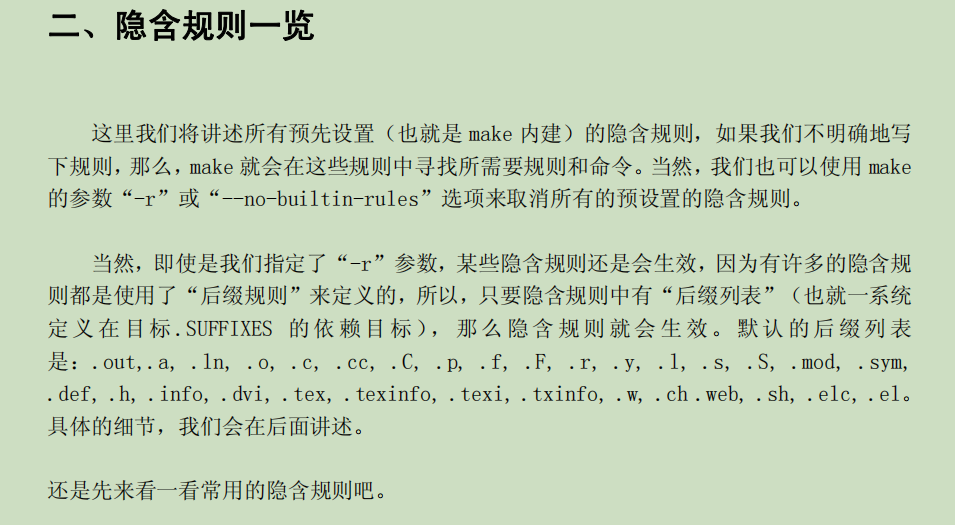 二、隐含规则一览
这里我们将讲述所有预先设置（也就是 make 内建）的隐含规则，如果我们不明确地写
下规则，那么，make 就会在这些规则中寻找所需要规则和命令。当然，我们也可以使用 make
的参数“-r”或“--no-builtin-rules”选项来取消所有的预设置的隐含规则。
当然，即使是我们指定了“-r”参数，某些隐含规则还是会生效，因为有许多的隐含规
则都是使用了“后缀规则”来定义的，所以，只要隐含规则中有“后缀列表”（也就一系统
定义在目标.SUFFIXES 的依赖目标），那么隐含规则就会生效。默认的后缀列表
是：.out,.a, .ln, .o, .c, .cc, .C, .p, .f, .F, .r, .y, .l, .s, .S, .mod, .sym,
.def, .h, .info, .dvi, .tex, .texinfo, .texi, .txinfo, .w, .ch .web, .sh, .elc, .el。
具体的细节，我们会在后面讲述。
还是先来看一看常用的隐含规则吧。